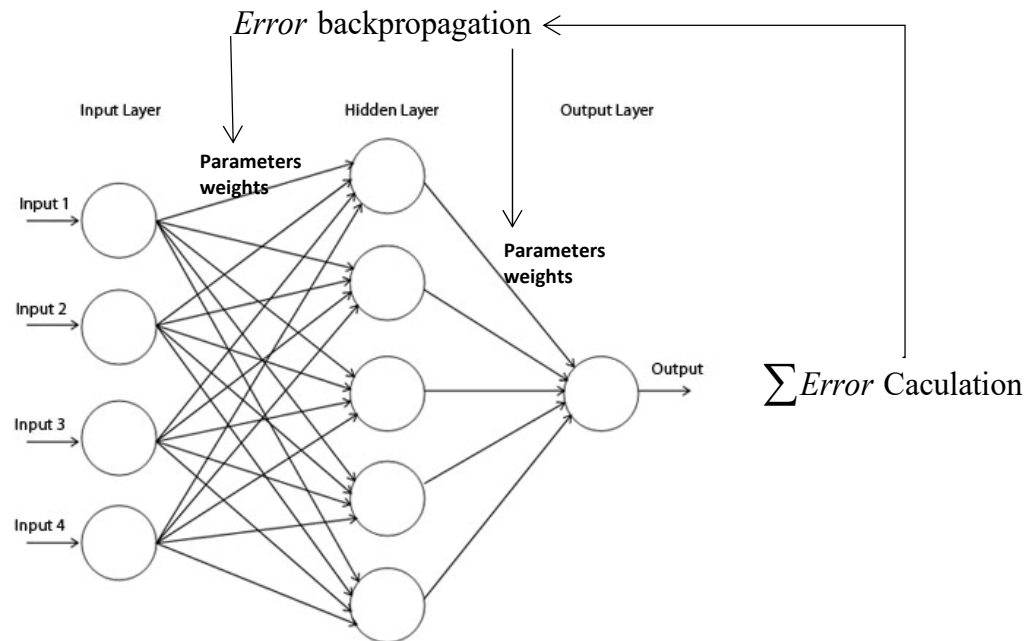 Error backpropagation
Input Layer
Hidden Layer
Output Layer
Parameters
weights
Input 1
Parameters
weights
Input 2
Output
∑Error Caculation
Input 3
Input 4